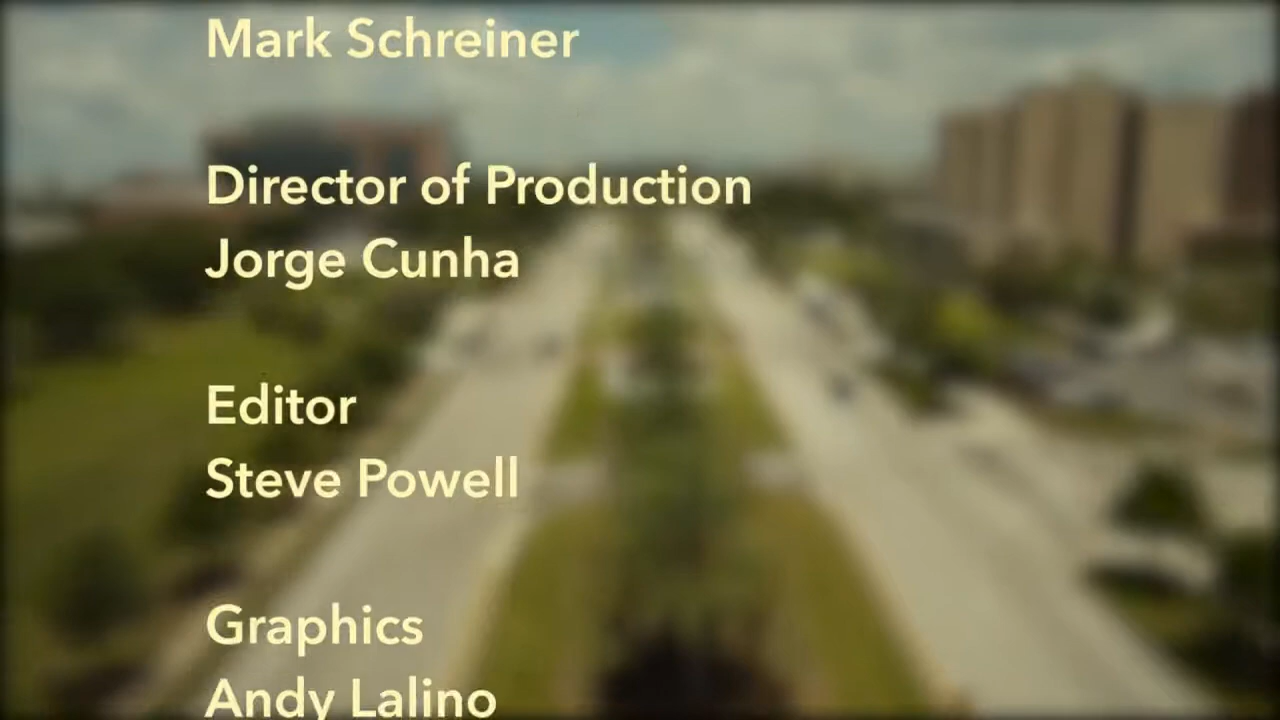 Mark Schreiner
Director of Production
Jorge Cunha
Editor
Steve Powell
Graphics
Andy Lalino